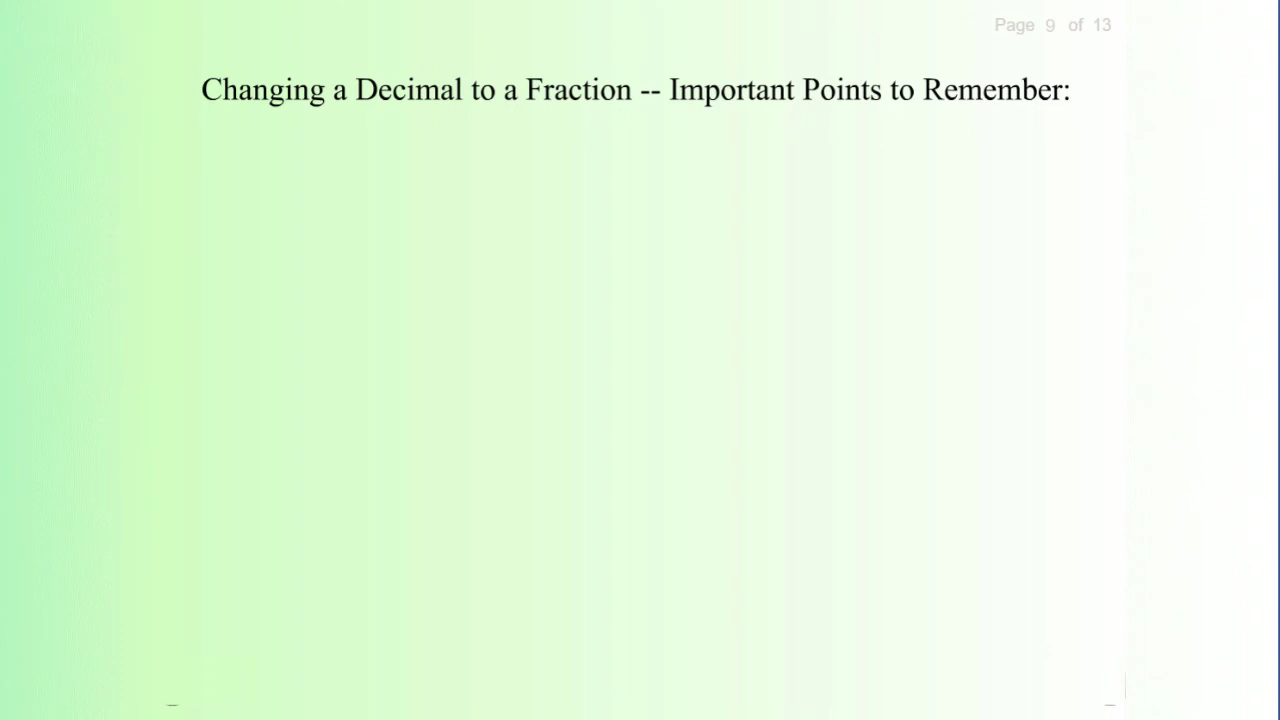 Page 9 of 13
Changing a Decimal to a Fraction -- Important Points to Remember: